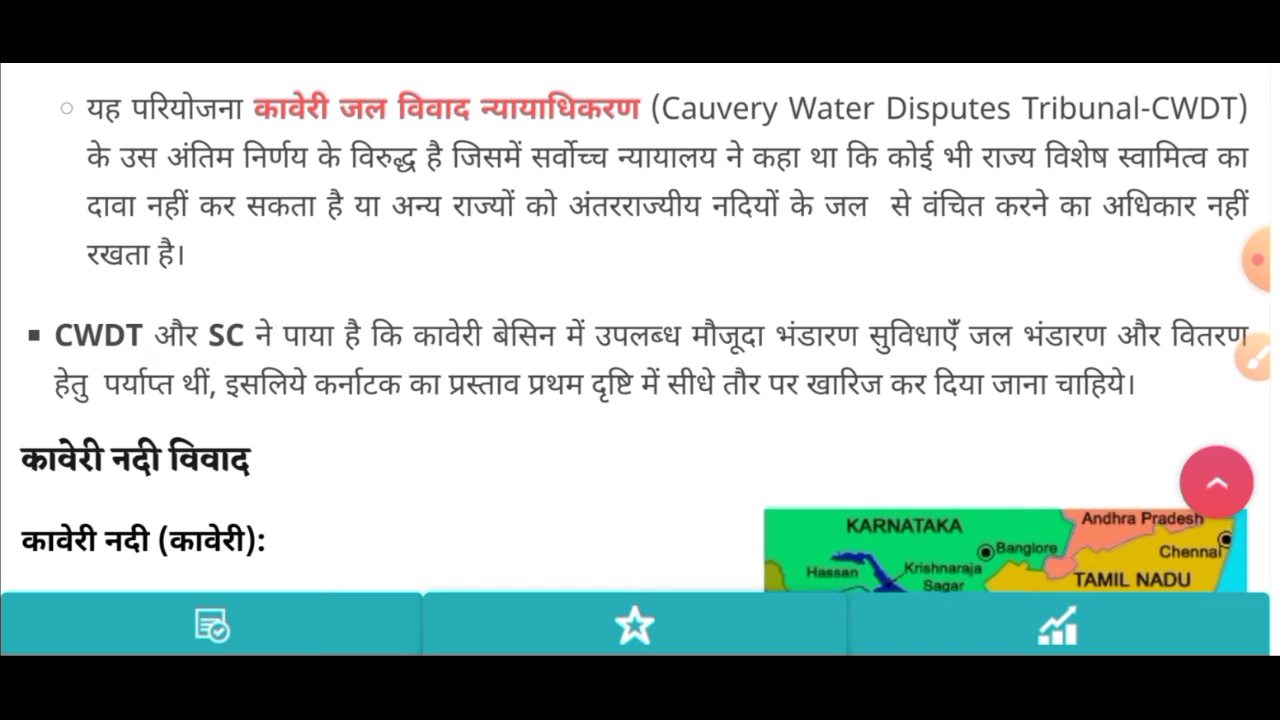 यह परियोजना कावेरी जल विवाद न्यायाधिकरण (Cauvery Water Disputes Tribunal-CWDT)
के उस अंतिम निर्णय के विरुद्ध है जिसमें सर्वोच्च न्यायालय ने कहा था कि कोई भी राज्य विशेष स्वामित्व का
दावा नहीं कर सकता है या अन्य राज्यों को अंतरराज्यीय नदियों के जल से वंचित करने का अधिकार नहीं
रखता है।
CWDT और SC ने पाया है कि कावेरी बेसिन में उपलब्ध मौजूदा भंडारण सुविधाएँ जल भंडारण और वितरण
हेतु पर्याप्त थीं, इसलिये कर्नाटक का प्रस्ताव प्रथम दृष्टि में सीधे तौर पर खारिज कर दिया जाना चाहिये।
कावेरी नदी विवाद
कावेरी नदी (कावेरी):
KARNATAKA
Andhra Pradesh
Banglore
Chennai
Hassan
Krishnaraja
Sagar
TAMIL NADU